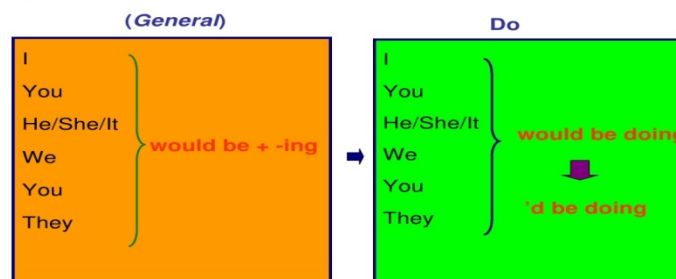 (General)
I
You
He/She/It
We
You
They
would be + -ing
Do
I
You
He/She/It
We
You
They
would be doing
'd be doing